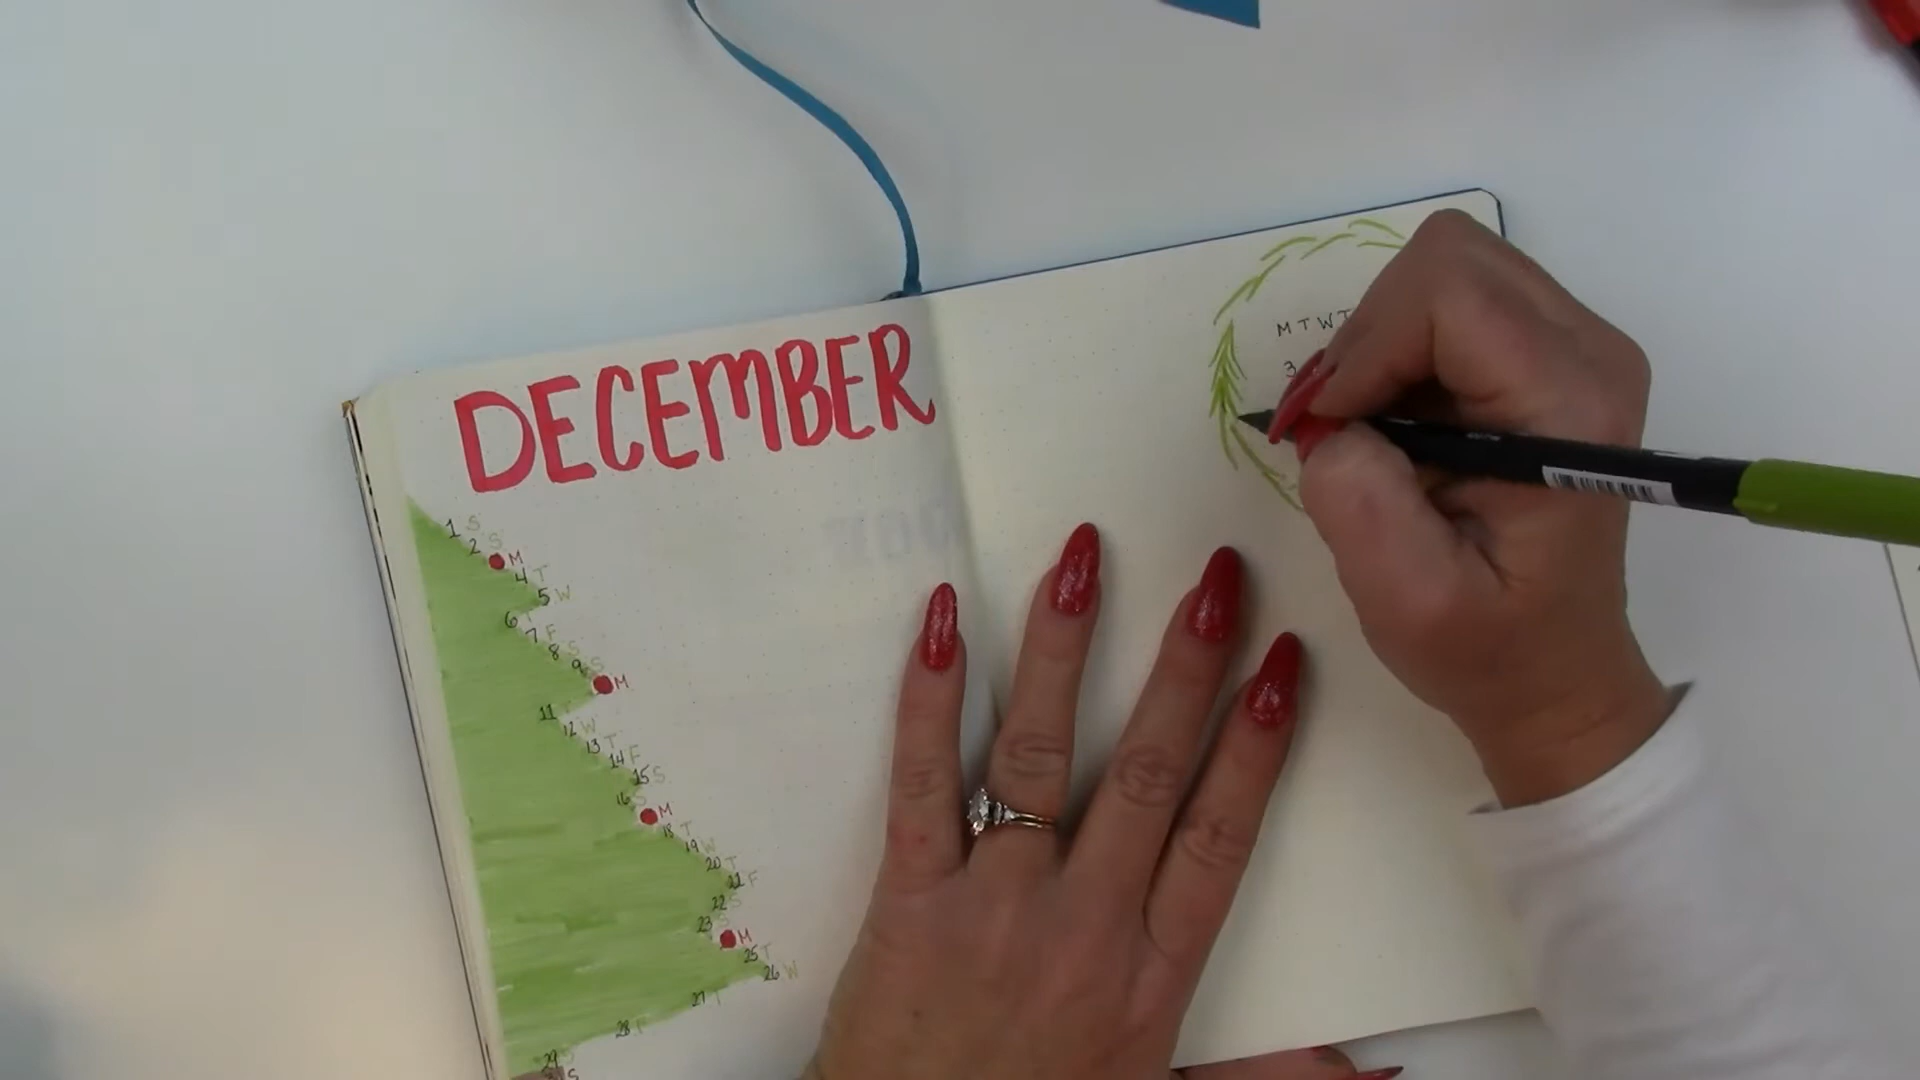 DECEMBER
1 S
2 S
M
4 T
5 W
6 T
7 F
8 S
9 S
M
11
12 W
13 T
14 F
15 S
16 S
M
18 T
19 W
20 T
21 F
22 S
23 S
M
25 T
26 W
27 T
28 F
29 S
S
M T W T
3